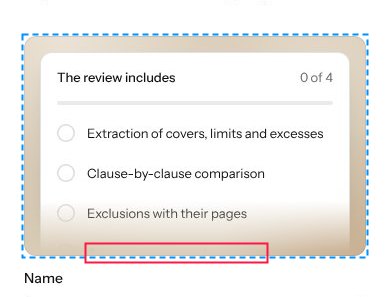 The review includes
0 of 4
Extraction of covers, limits and excesses
Clause-by-clause comparison
Exclusions with their pages
Name